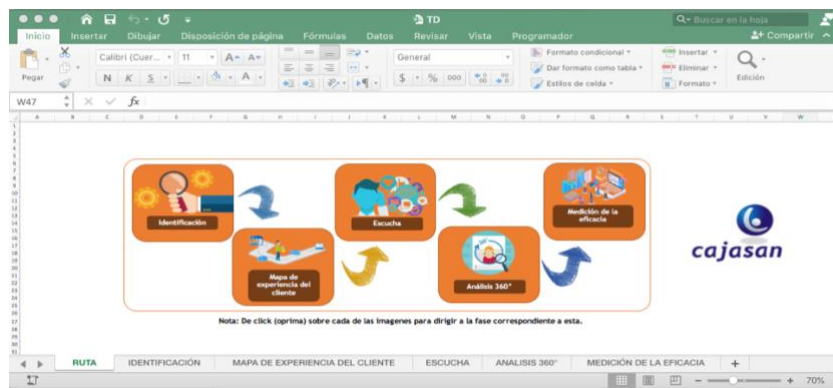 TD
Buscar en la hoja
Inicio Insertar Dibujar Disposición de página Fórmulas Datos Revisar Vista Programador Compartir
Pegar
Calibri (Cuer... 11 A A
N K S A
General
$ % 000
Formato condicional
Dar formato como tabla
Estilos de celda
Insertar
Eliminar
Formato
Edición
W47 fx
A B C D E F G H I J K L M N O P Q R S T U V W
Identificación
Mapa de
experiencia del
cliente
Escucha
Análisis 360°
Medición de la
eficacia
cajasan
Nota: De click (oprima) sobre cada de las imagenes para dirigir a la fase correspondiente a esta.
RUTA IDENTIFICACIÓN MAPA DE EXPERIENCIA DEL CLIENTE ESCUCHA ANALISIS 360° MEDICIÓN DE LA EFICACIA +
70%